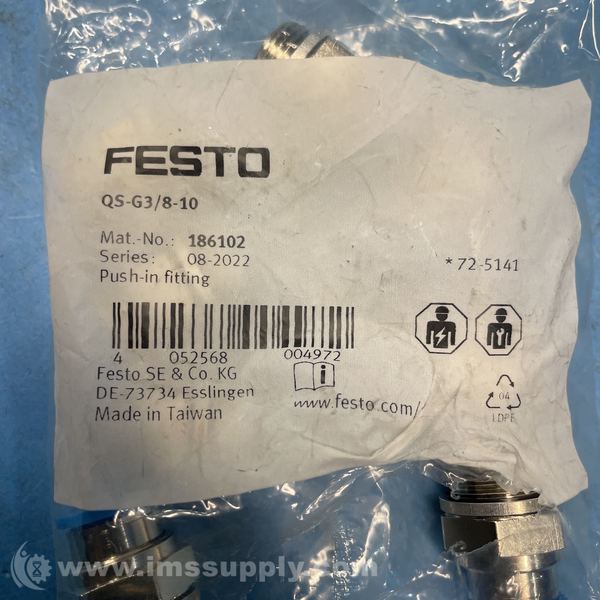 FESTO
QS-G3/8-10
Mat.-No.: 186102
Series: 08-2022 *72-5141
Push-in fitting
4 052568 004972
Festo SE & Co. KG
DE-73734 Esslingen
Made in Taiwan
www.festo.com/
04
LDPE
www.imssupply.com